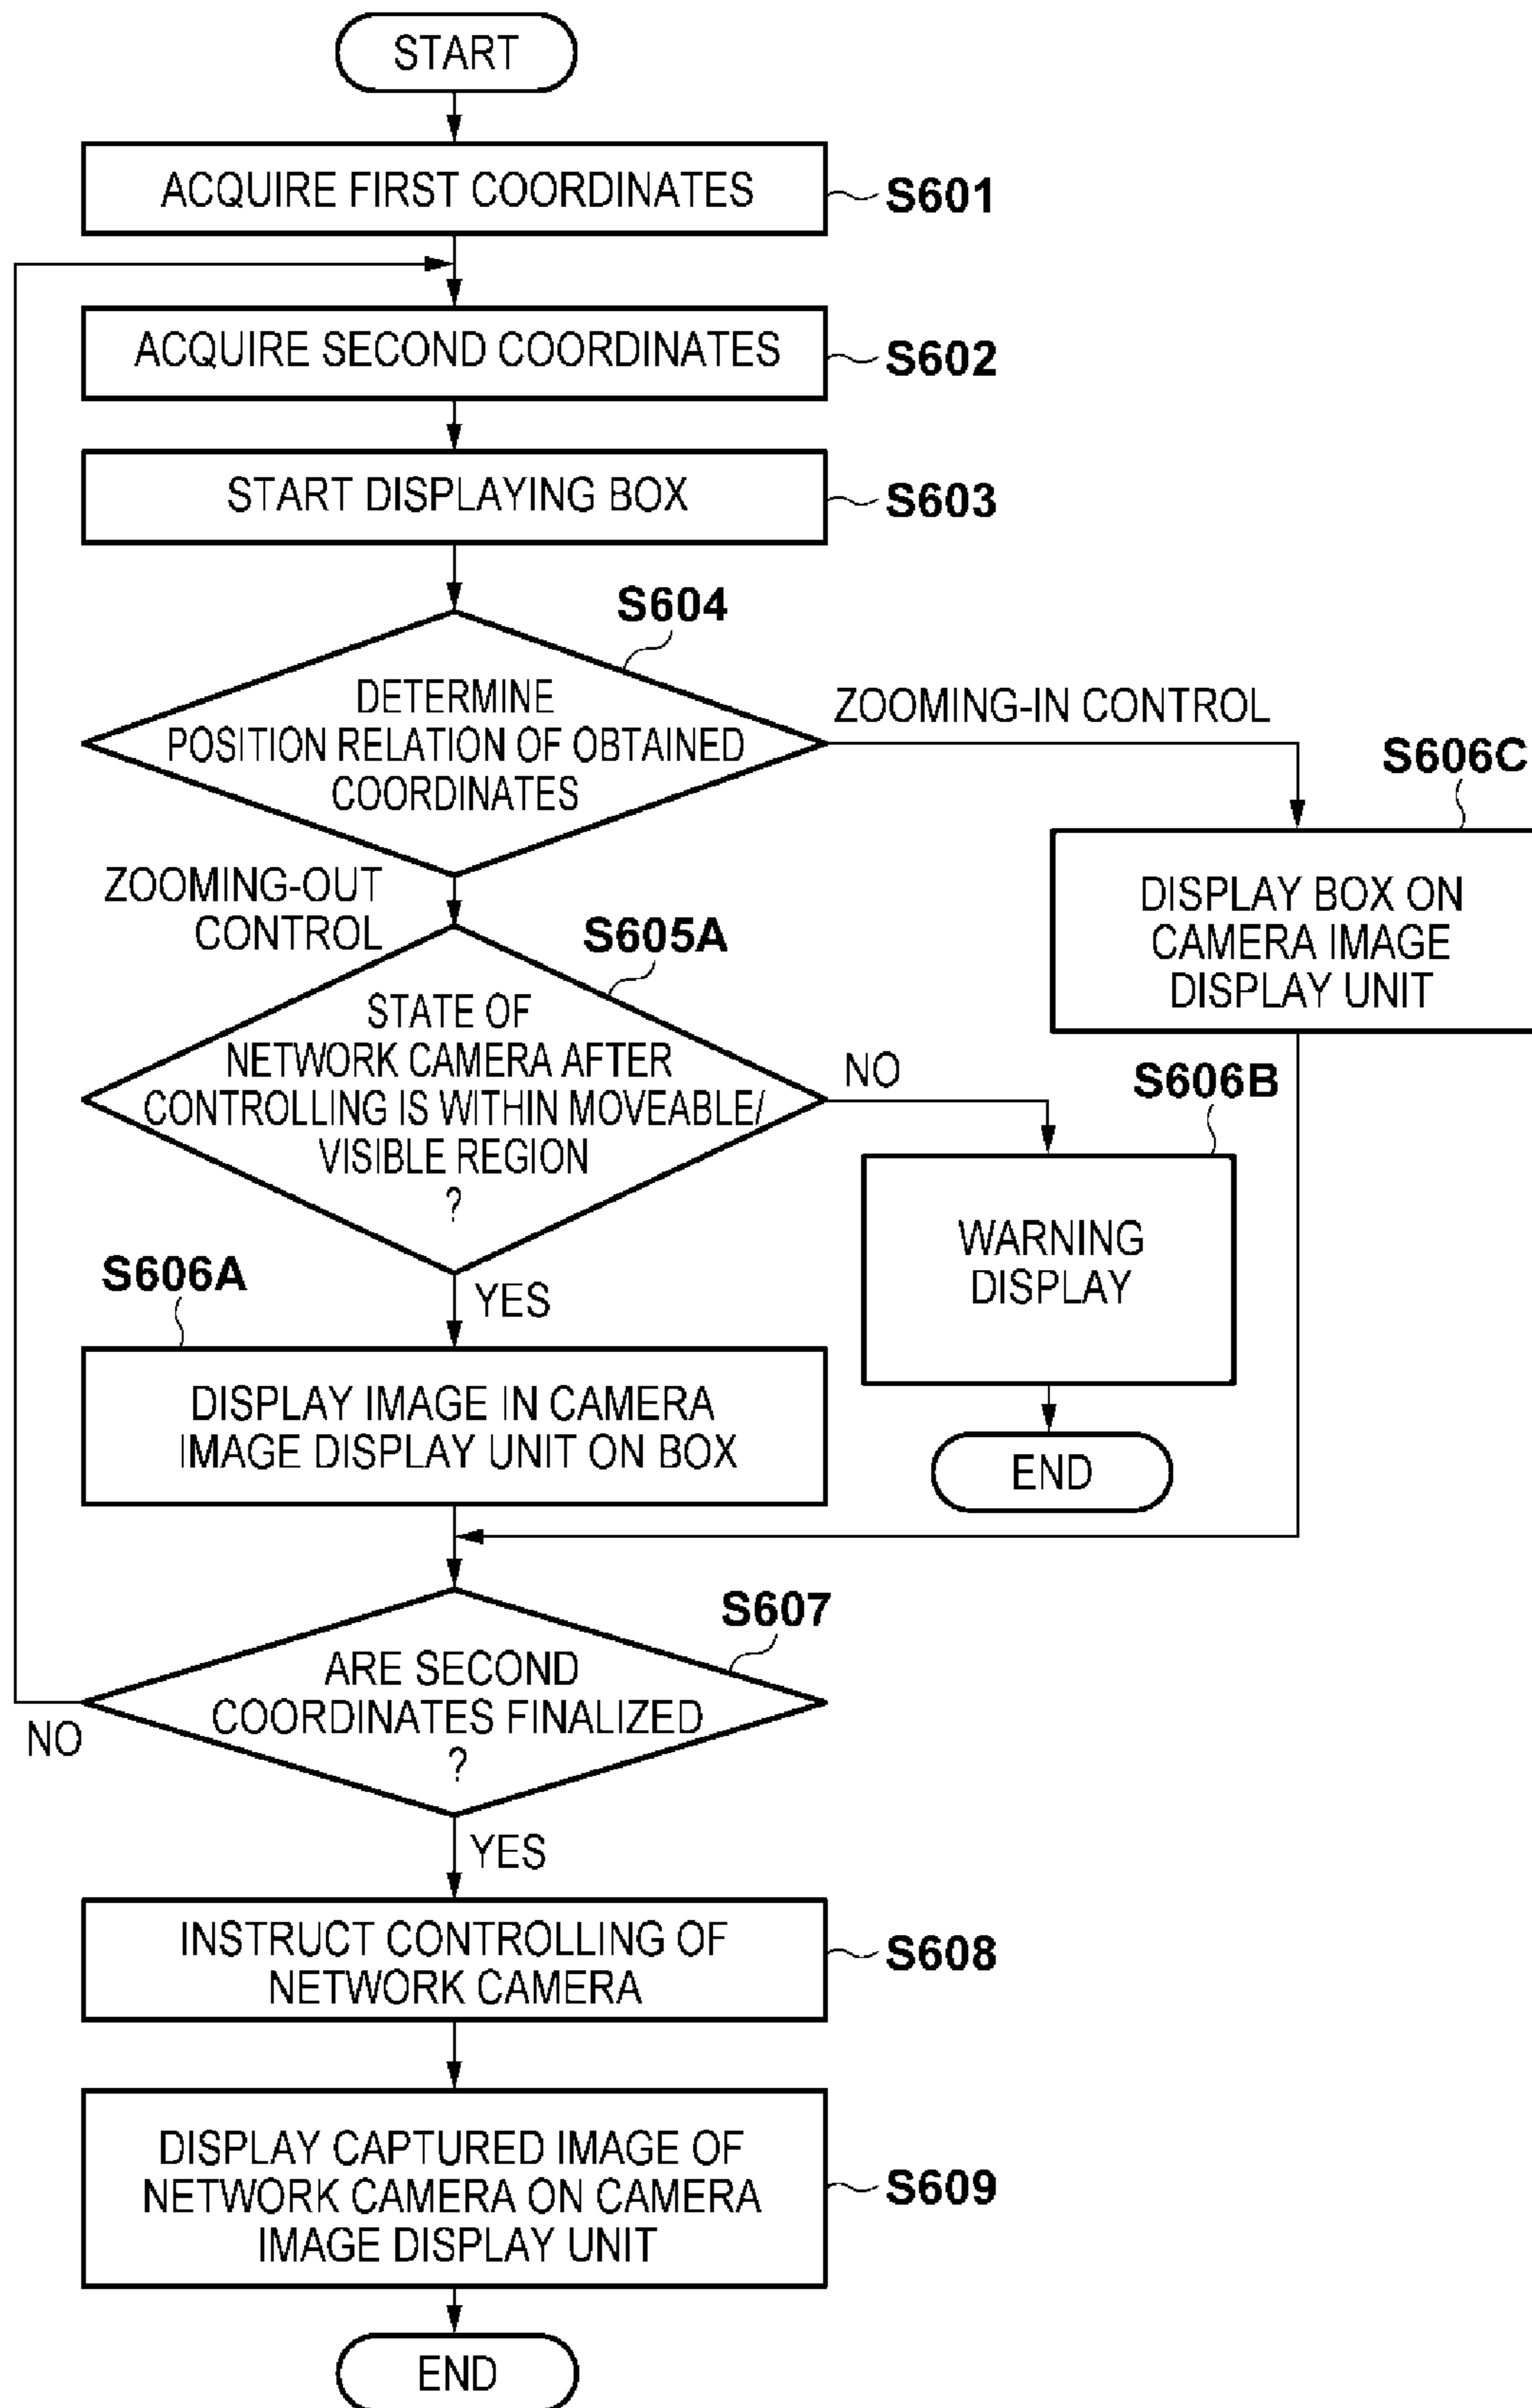 START
ACQUIRE FIRST COORDINATES
S601
ACQUIRE SECOND COORDINATES
S602
START DISPLAYING BOX
S603
S604
DETERMINE
POSITION RELATION OF OBTAINED
COORDINATES
ZOOMING-IN CONTROL
S606C
DISPLAY BOX ON
CAMERA IMAGE
DISPLAY UNIT
ZOOMING-OUT
CONTROL
S605A
STATE OF
NETWORK CAMERA AFTER
CONTROLLING IS WITHIN MOVEABLE/
VISIBLE REGION
?
NO
S606B
WARNING
DISPLAY
END
YES
S606A
DISPLAY IMAGE IN CAMERA
IMAGE DISPLAY UNIT ON BOX
S607
ARE SECOND
COORDINATES FINALIZED
?
NO
YES
INSTRUCT CONTROLLING OF
NETWORK CAMERA
S608
DISPLAY CAPTURED IMAGE OF
NETWORK CAMERA ON CAMERA
IMAGE DISPLAY UNIT
S609
END